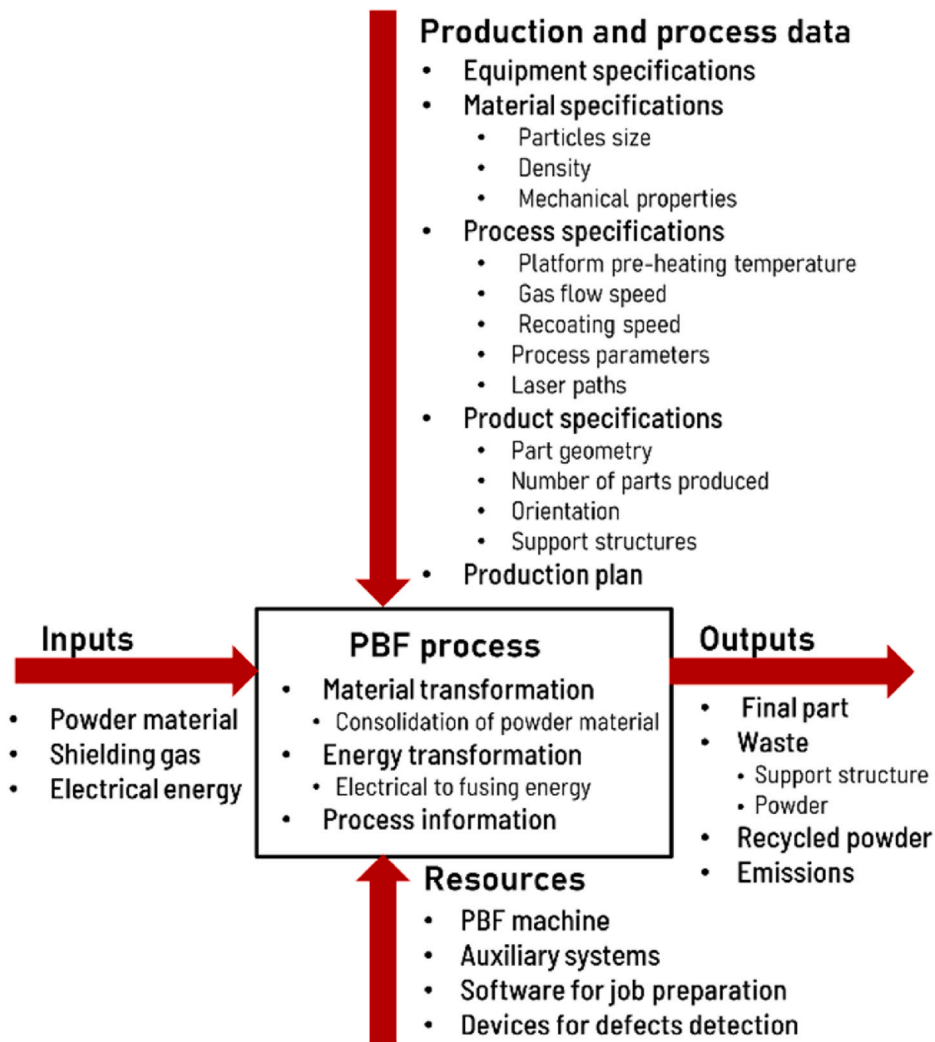 Production and process data
• Equipment specifications
• Material specifications
• Particles size
• Density
• Mechanical properties
• Process specifications
• Platform pre-heating temperature
• Gas flow speed
• Recoating speed
• Process parameters
• Laser paths
• Product specifications
• Part geometry
• Number of parts produced
• Orientation
• Support structures
• Production plan
Inputs
• Powder material
• Shielding gas
• Electrical energy
PBF process
• Material transformation
• Consolidation of powder material
• Energy transformation
• Electrical to fusing energy
• Process information
Outputs
• Final part
• Waste
• Support structure
• Powder
• Recycled powder
• Emissions
Resources
• PBF machine
• Auxiliary systems
• Software for job preparation
• Devices for defects detection